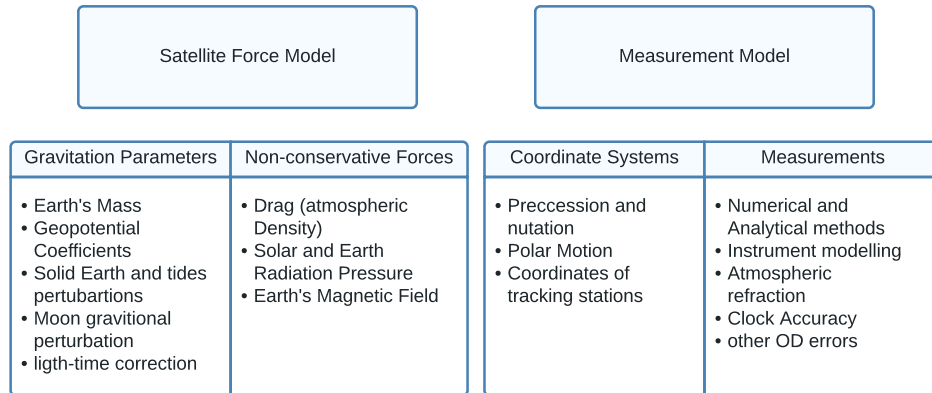 Satellite Force Model
Measurement Model
Gravitation Parameters
• Earth's Mass
• Geopotential
Coefficients
• Solid Earth and tides
pertubartions
• Moon gravitional
perturbation
• ligth-time correction
Non-conservative Forces
• Drag (atmospheric
Density)
• Solar and Earth
Radiation Pressure
• Earth's Magnetic Field
Coordinate Systems
• Preccession and
nutation
• Polar Motion
• Coordinates of
tracking stations
Measurements
• Numerical and
Analytical methods
• Instrument modelling
• Atmospheric
refraction
• Clock Accuracy
• other OD errors